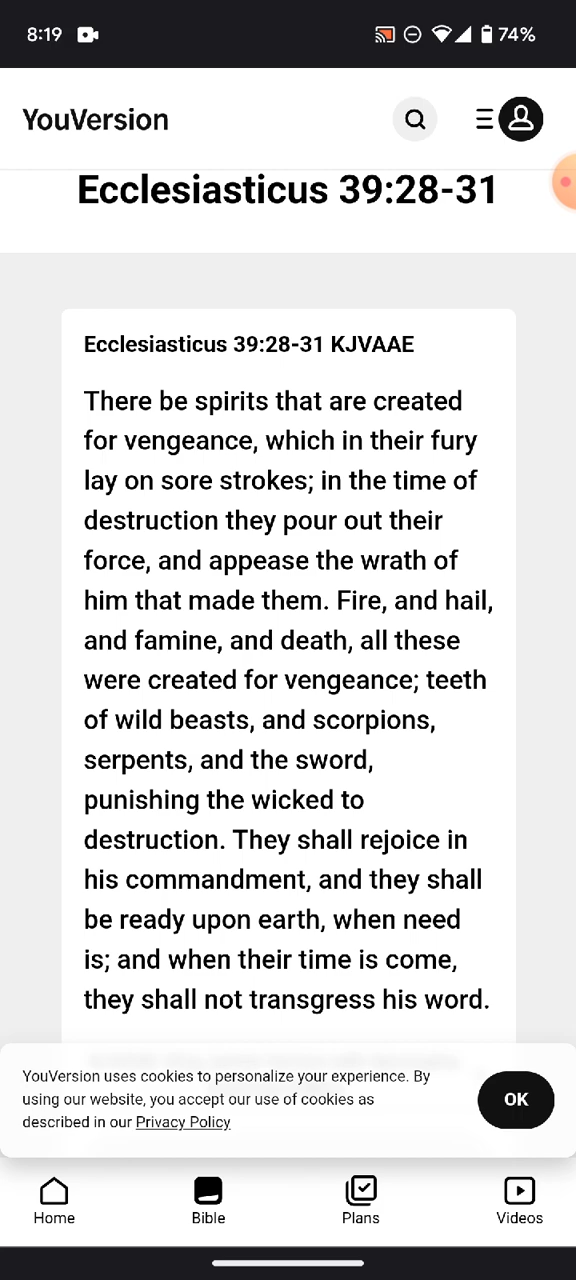 8:19
74%
YouVersion
Ecclesiasticus 39:28-31
Ecclesiasticus 39:28-31 KJVAAE
There be spirits that are created
for vengeance, which in their fury
lay on sore strokes; in the time of
destruction they pour out their
force, and appease the wrath of
him that made them. Fire, and hail,
and famine, and death, all these
were created for vengeance; teeth
of wild beasts, and scorpions,
serpents, and the sword,
punishing the wicked to
destruction. They shall rejoice in
his commandment, and they shall
be ready upon earth, when need
is; and when their time is come,
they shall not transgress his word.
YouVersion uses cookies to personalize your experience. By
using our website, you accept our use of cookies as
described in our Privacy Policy
OK
Home
Bible
Plans
Videos